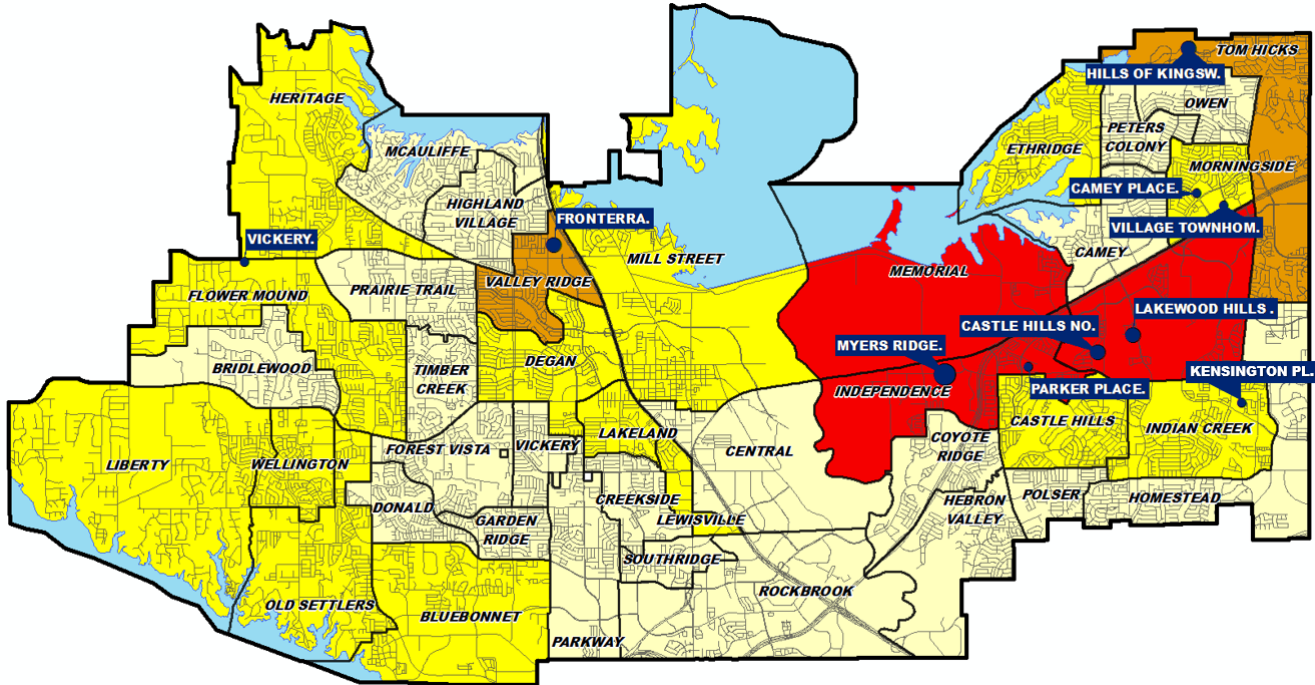 TOM HICKS
HILLS OF KINGSW.
HERITAGE
OWEN
PETERS
COLONY
MCAULIFFE
ETHRIDGE
MORNINGSIDE
CAMEY PLACE.
HIGHLAND
VILLAGE
FRONTERRA.
VILLAGE TOWNHOM.
VICKERY.
MILL STREET
CAMEY
MEMORIAL
VALLEY RIDGE
PRAIRIE TRAIL
FLOWER MOUND
LAKEWOOD HILLS .
CASTLE HILLS NO.
MYERS RIDGE.
DEGAN
BRIDLEWOOD
TIMBER
CREEK
KENSINGTON PL.
INDEPENDENCE
PARKER PLACE.
CASTLE HILLS
INDIAN CREEK
LAKELAND
COYOTE
RIDGE
FOREST VISTA
VICKERY
CENTRAL
LIBERTY
WELLINGTON
CREEKSIDE
POLSER
HOMESTEAD
HEBRON
VALLEY
DONALD
GARDEN
RIDGE
LEWISVILLE
SOUTHRIDGE
ROCKBROOK
OLD SETTLERS
BLUEBONNET
PARKWAY